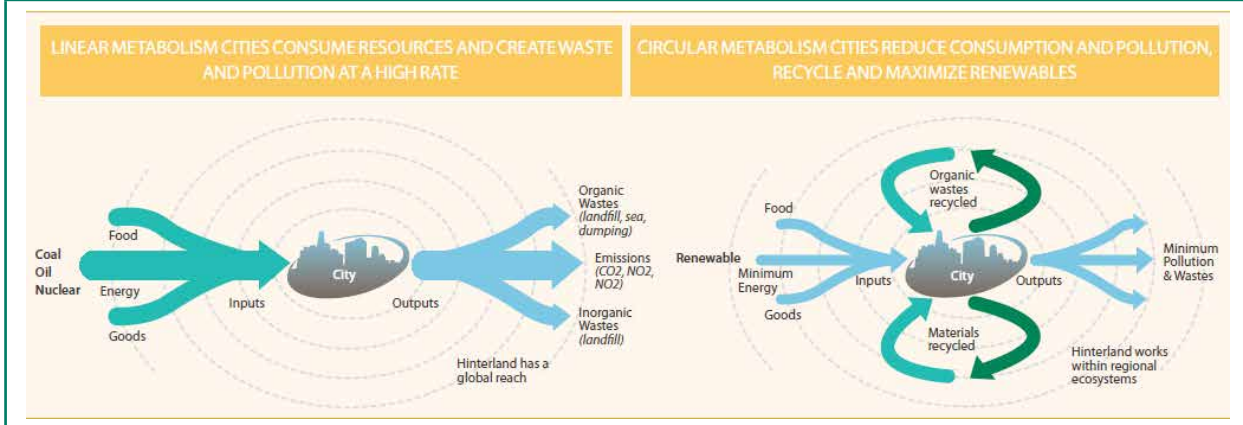 LINEAR METABOLISM CITIES CONSUME RESOURCES AND CREATE WASTE
AND POLLUTION AT A HIGH RATE
Coal
Oil
Nuclear
Food
Energy
Goods
Inputs
City
Outputs
Organic
Wastes
(landfill, sea,
dumping)
Emissions
(CO2, NO2,
NO2)
Inorganic
Wastes
(landfill)
Hinterland has a
global reach
CIRCULAR METABOLISM CITIES REDUCE CONSUMPTION AND POLLUTION,
RECYCLE AND MAXIMIZE RENEWABLES
Organic
wastes
recycled
Food
Renewable
Minimum
Energy
Goods
Inputs
City
Outputs
Minimum
Pollution
& Wastes
Materials
recycled
Hinterland works
within regional
ecosystems